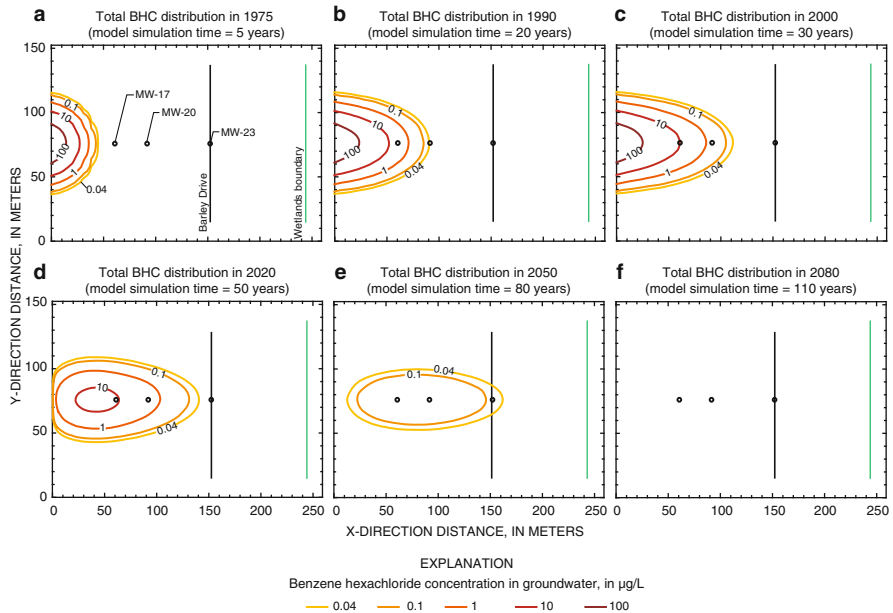 a
Total BHC distribution in 1975
(model simulation time = 5 years)
b
Total BHC distribution in 1990
(model simulation time = 20 years)
c
Total BHC distribution in 2000
(model simulation time = 30 years)
150
100
50
0
0.1
10
100
1
0.04
MW-17
MW-20
MW-23
Barley Drive
Wetlands boundary
0.1
10
100
1
0.04
0.1
10
100
1
0.04
d
Total BHC distribution in 2020
(model simulation time = 50 years)
e
Total BHC distribution in 2050
(model simulation time = 80 years)
f
Total BHC distribution in 2080
(model simulation time = 110 years)
150
100
50
0
0.1
10
1
0.04
0.04
0.1
0 50 100 150 200 250
0 50 100 150 200 250
0 50 100 150 200 250
Y-DIRECTION DISTANCE, IN METERS
X-DIRECTION DISTANCE, IN METERS
EXPLANATION
Benzene hexachloride concentration in groundwater, in µg/L
0.04 0.1 1 10 100